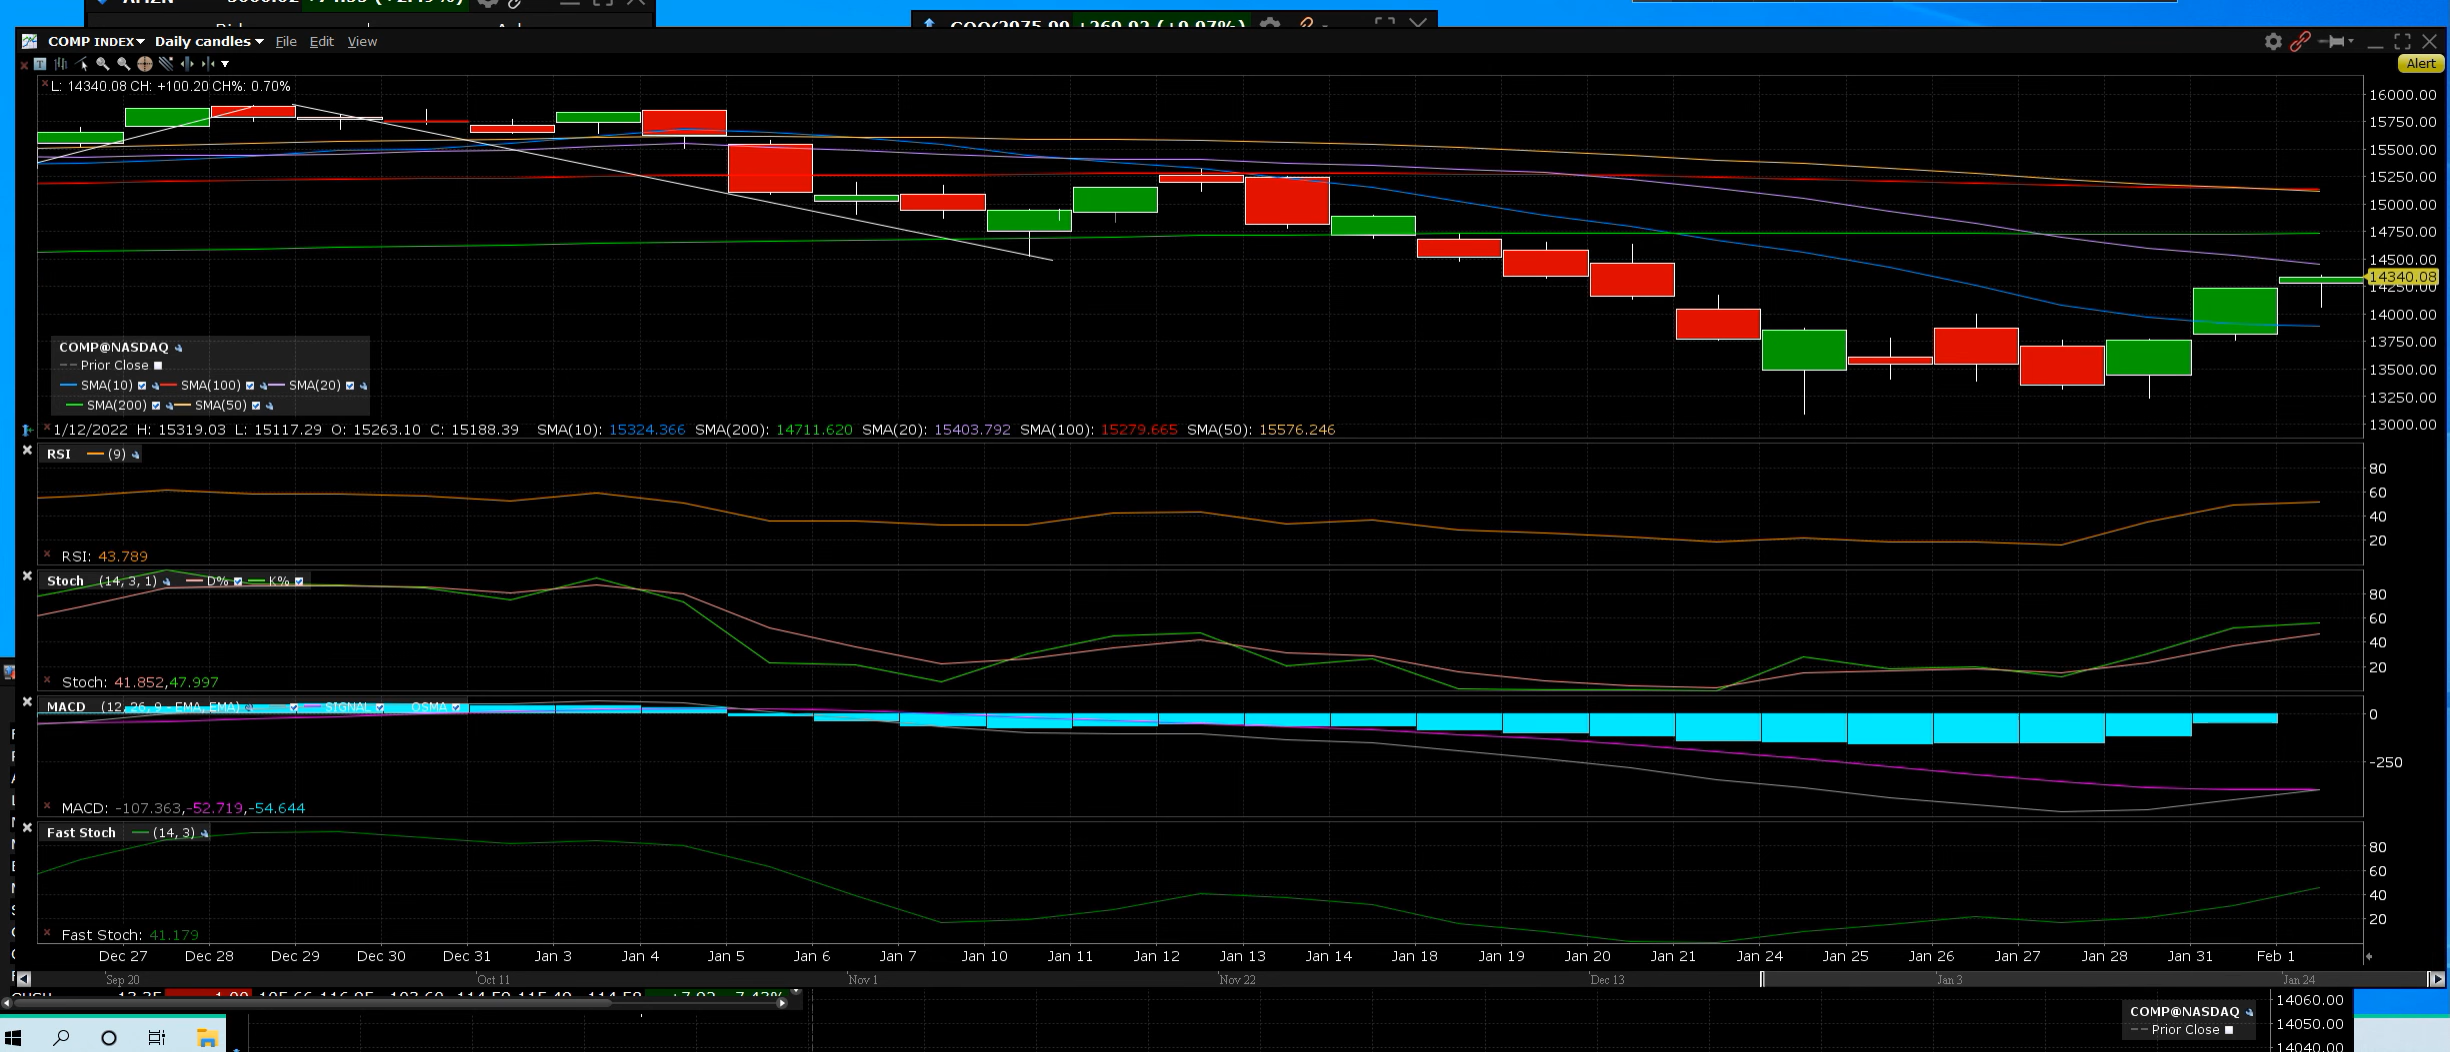 COMP INDEX Daily candles File Edit View
Alert
L: 14340.08 CH: +100.20 CH%: 0.70%
16000.00
15750.00
15500.00
15250.00
15000.00
14750.00
14500.00
14340.08
14250.00
14000.00
13750.00
13500.00
13250.00
13000.00
COMP@NASDAQ
Prior Close
SMA(10) SMA(100) SMA(20)
SMA(200) SMA(50)
1/12/2022 H: 15319.03 L: 15117.29 O: 15263.10 C: 15188.39 SMA(10): 15324.366 SMA(200): 14711.620 SMA(20): 15403.792 SMA(100): 15279.665 SMA(50): 15576.246
RSI (9)
80
60
40
20
RSI: 43.789
Stoch (14, 3, 1) D% K%
80
60
40
20
Stoch: 41.852,47.997
MACD (12, 26, 9 - EMA, EMA) SIGNAL OSMA
0
-250
MACD: -107.363,-52.719,-54.644
Fast Stoch (14, 3)
80
60
40
20
Fast Stoch: 41.179
Dec 27 Dec 28 Dec 29 Dec 30 Dec 31 Jan 3 Jan 4 Jan 5 Jan 6 Jan 7 Jan 10 Jan 11 Jan 12 Jan 13 Jan 14 Jan 18 Jan 19 Jan 20 Jan 21 Jan 24 Jan 25 Jan 26 Jan 27 Jan 28 Jan 31 Feb 1
Sep 20 Oct 11 Nov 1 Nov 22 Dec 13 Jan 3 Jan 24
14060.00
COMP@NASDAQ
14050.00
Prior Close
14040.00